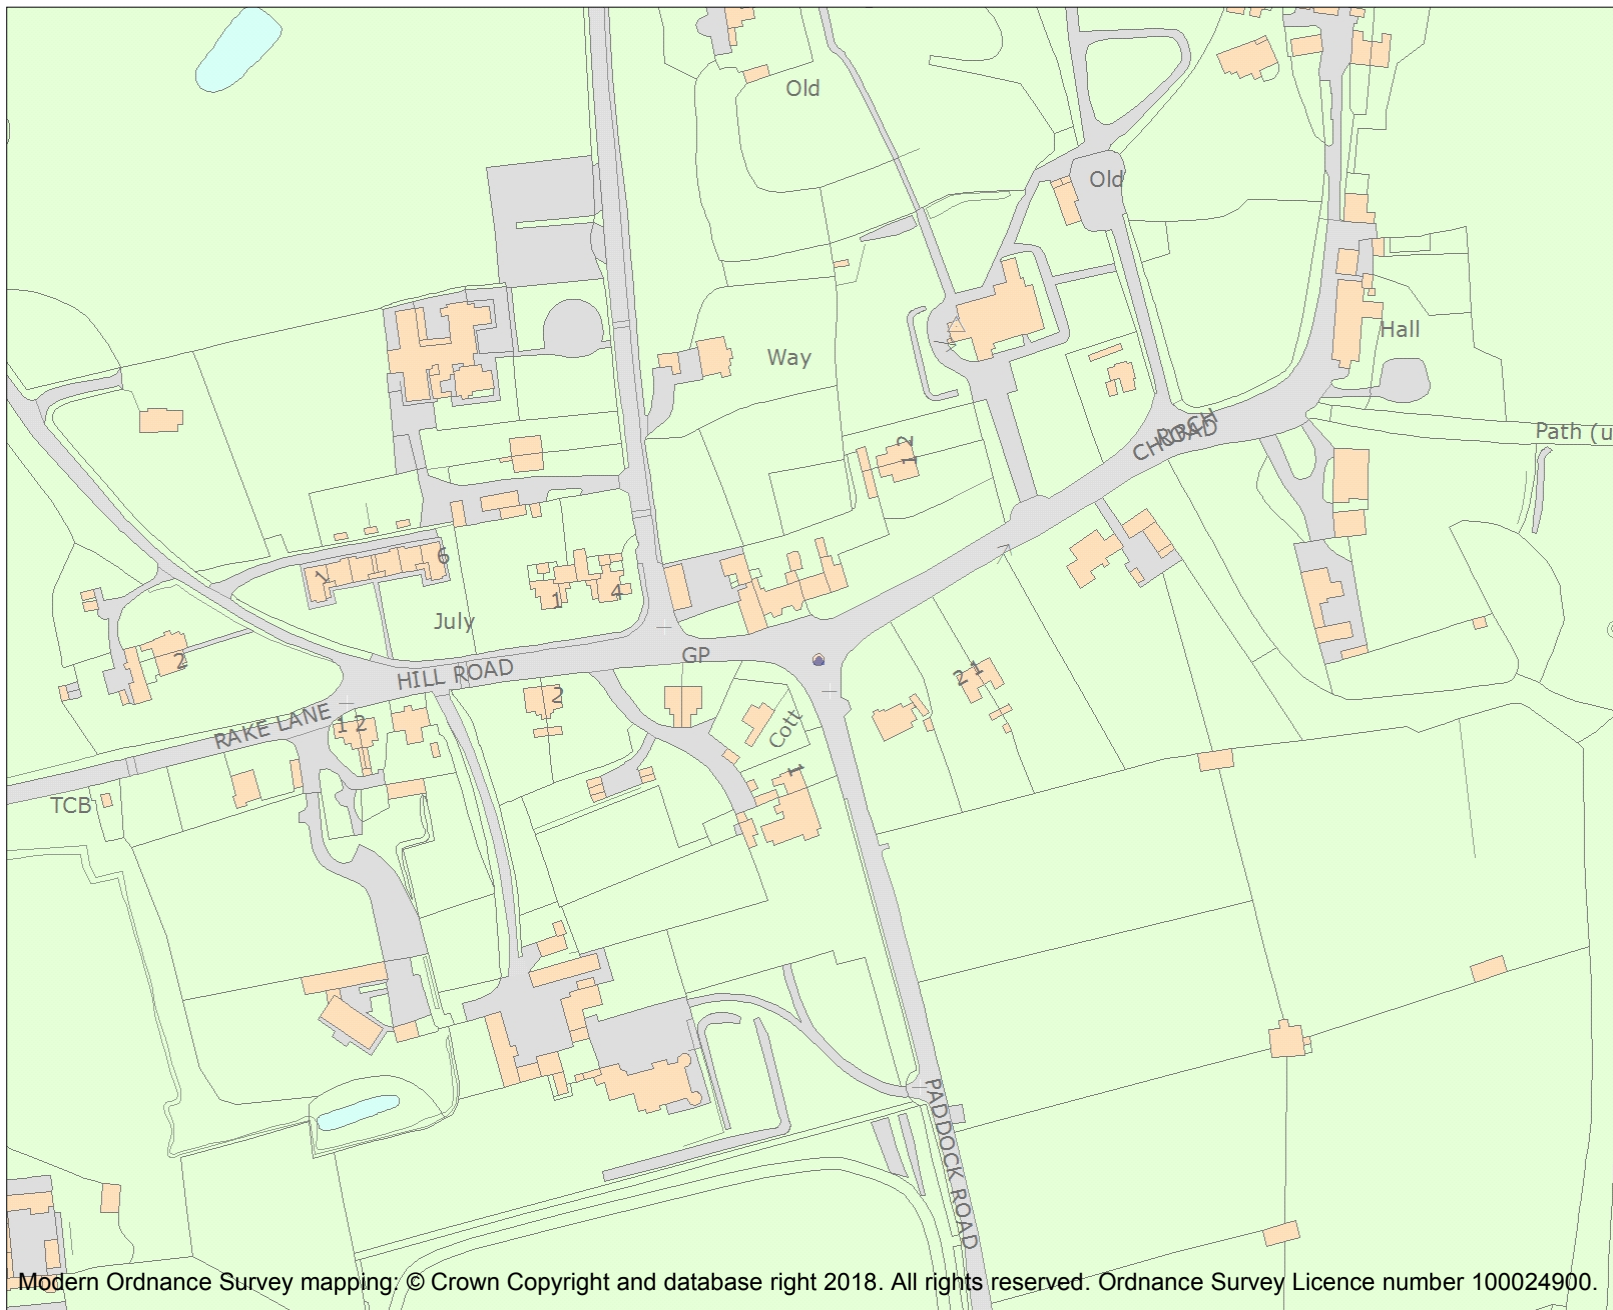 Old
Old
Hall
Way
2
1
CHURCH
ROAD
Path (u
6
1
July
1
4
GP
HILL ROAD
2
2
2 1
RAKE LANE
1 2
Cott
1
TCB
PADDOCK ROAD
Modern Ordnance Survey mapping: © Crown Copyright and database right 2018. All rights reserved. Ordnance Survey Licence number 100024900.